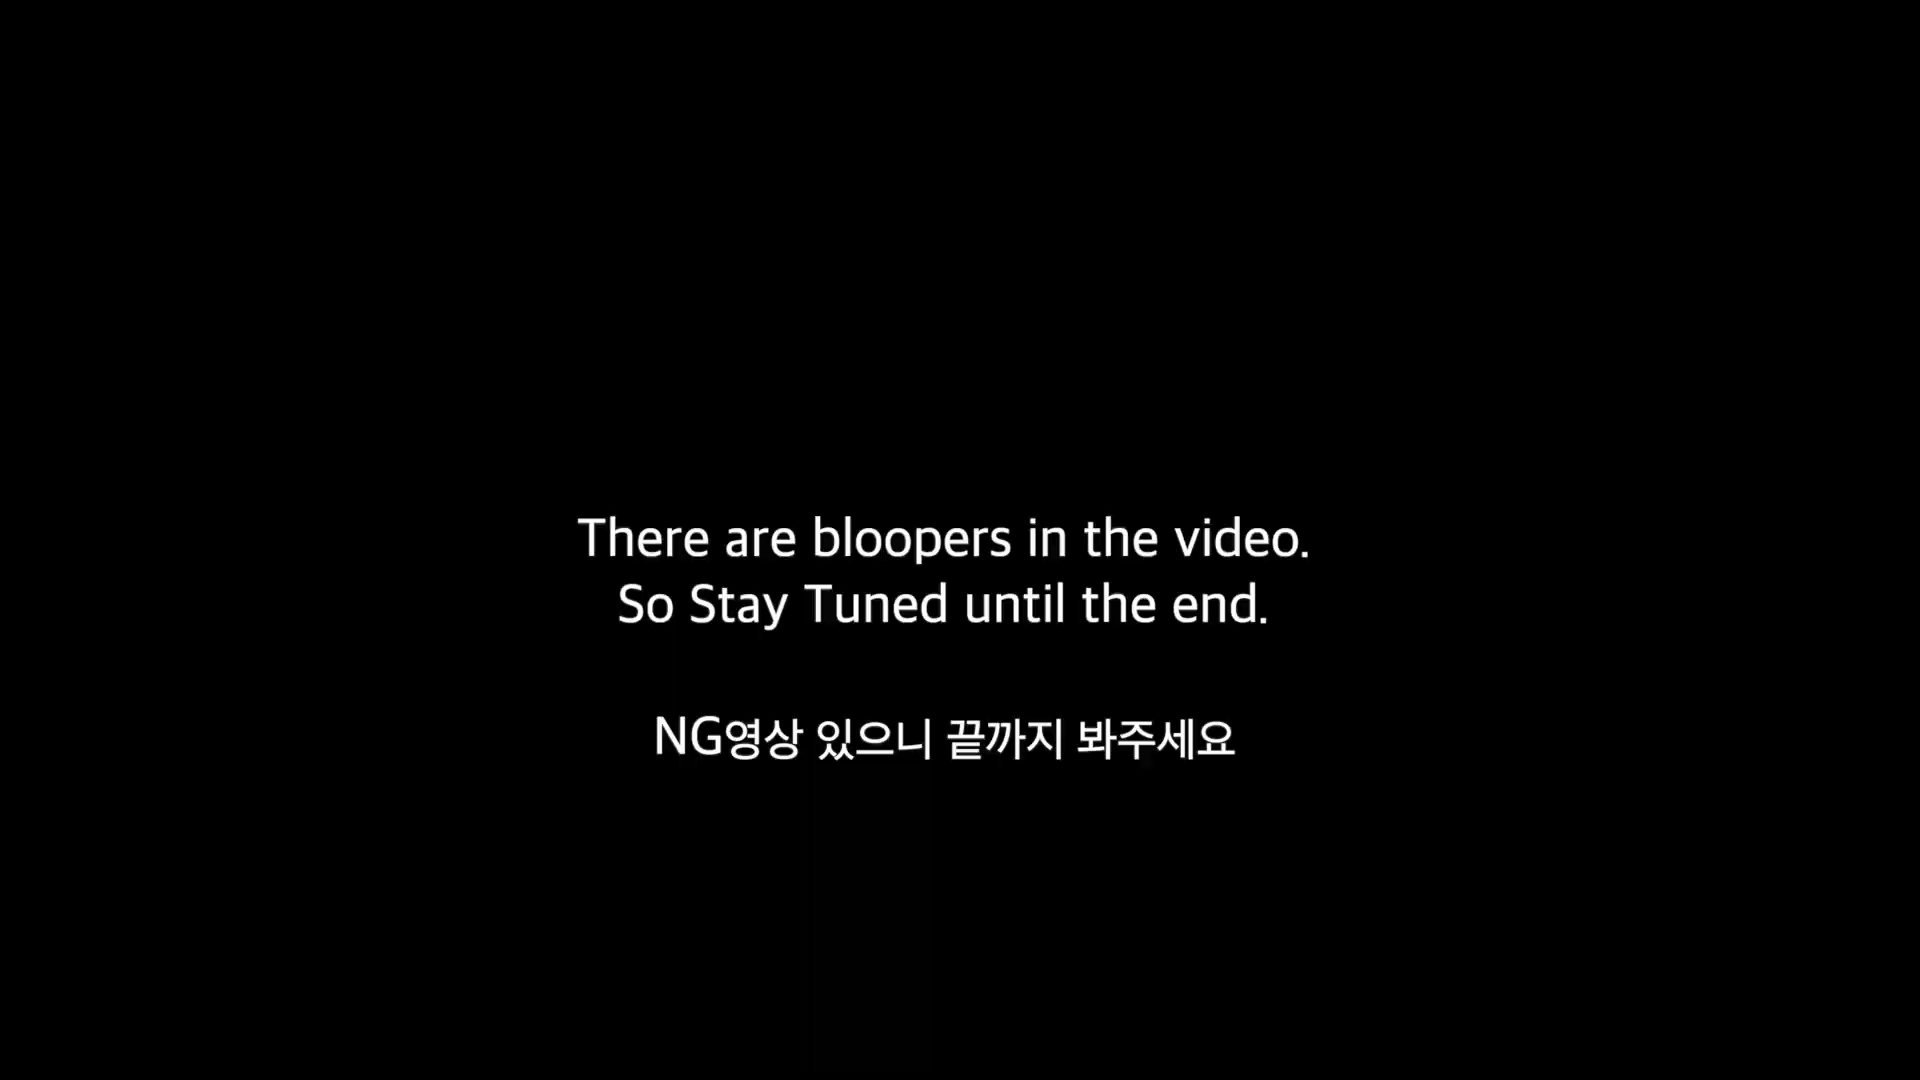 There are bloopers in the video.
So Stay Tuned until the end.
NG영상 있으니 끝까지 봐주세요